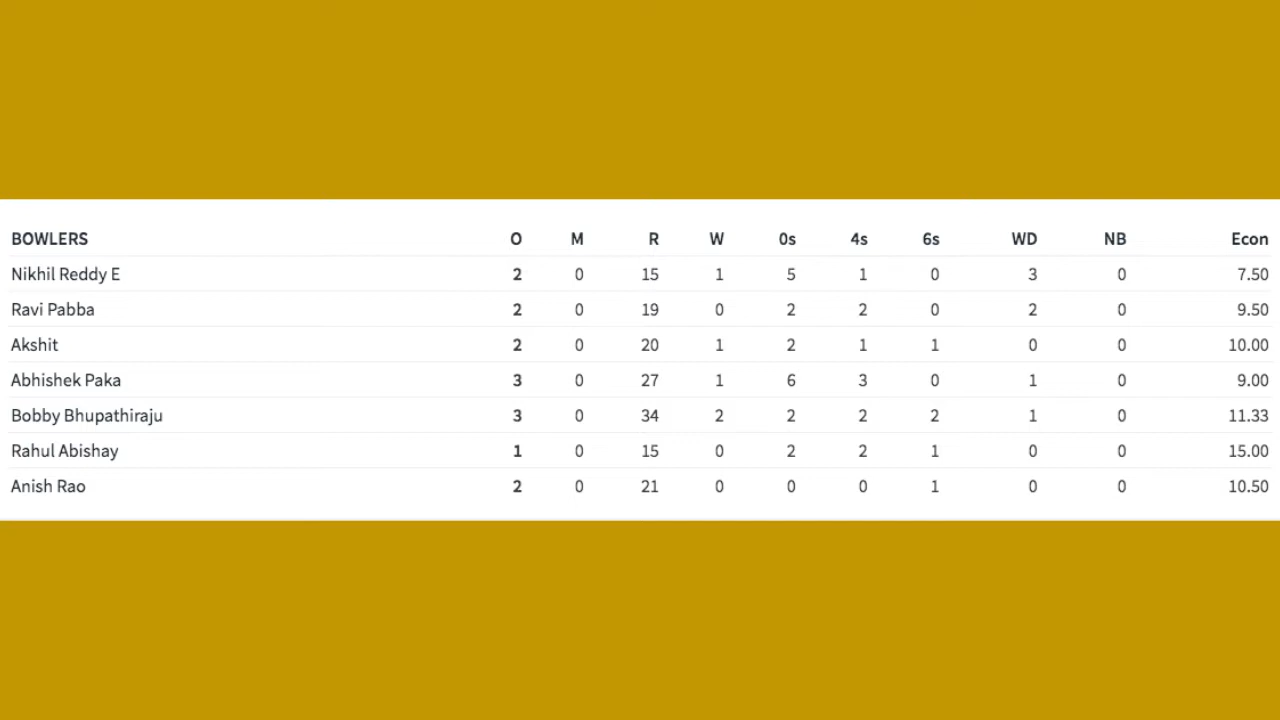 BOWLERS O M R W 0s 4s 6s WD NB Econ
Nikhil Reddy E 2 0 15 1 5 1 0 3 0 7.50
Ravi Pabba 2 0 19 0 2 2 0 2 0 9.50
Akshit 2 0 20 1 2 1 1 0 0 10.00
Abhishek Paka 3 0 27 1 6 3 0 1 0 9.00
Bobby Bhupathiraju 3 0 34 2 2 2 2 1 0 11.33
Rahul Abishay 1 0 15 0 2 2 1 0 0 15.00
Anish Rao 2 0 21 0 0 0 1 0 0 10.50